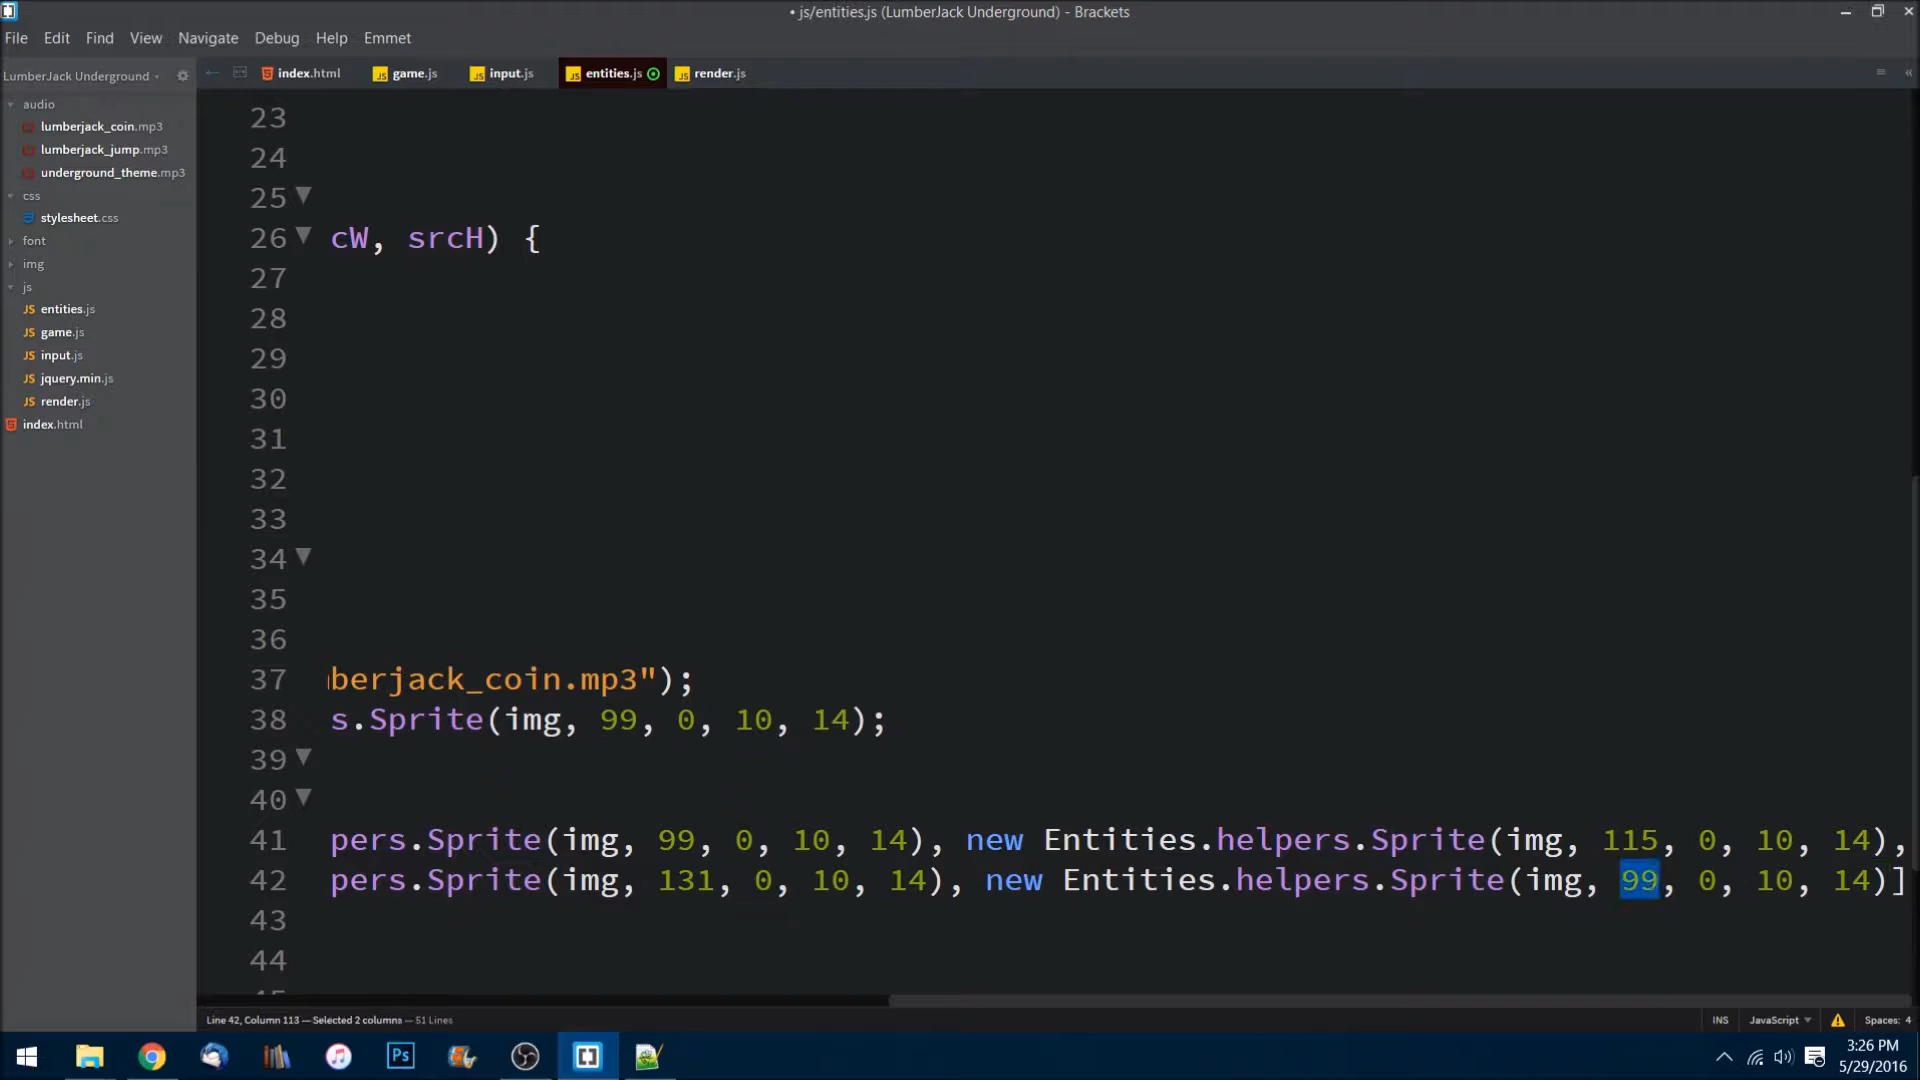 • js/entities.js (LumberJack Underground) - Brackets
File Edit Find View Navigate Debug Help Emmet
LumberJack Underground
index.html game.js input.js entities.js render.js
audio
lumberjack_coin.mp3
lumberjack_jump.mp3
underground_theme.mp3
css
stylesheet.css
font
img
js
JS entities.js
JS game.js
JS input.js
JS jquery.min.js
JS render.js
index.html
23
24
25
26 cW, srcH) {
27
28
29
30
31
32
33
34
35
36
37 berjack_coin.mp3");
38 s.Sprite(img, 99, 0, 10, 14);
39
40
41 pers.Sprite(img, 99, 0, 10, 14), new Entities.helpers.Sprite(img, 115, 0, 10, 14),
42 pers.Sprite(img, 131, 0, 10, 14), new Entities.helpers.Sprite(img, 99, 0, 10, 14)]
43
44
Line 42, Column 113 — Selected 2 columns — 51 Lines
INS JavaScript Spaces: 4
Ps
3:26 PM
5/29/2016